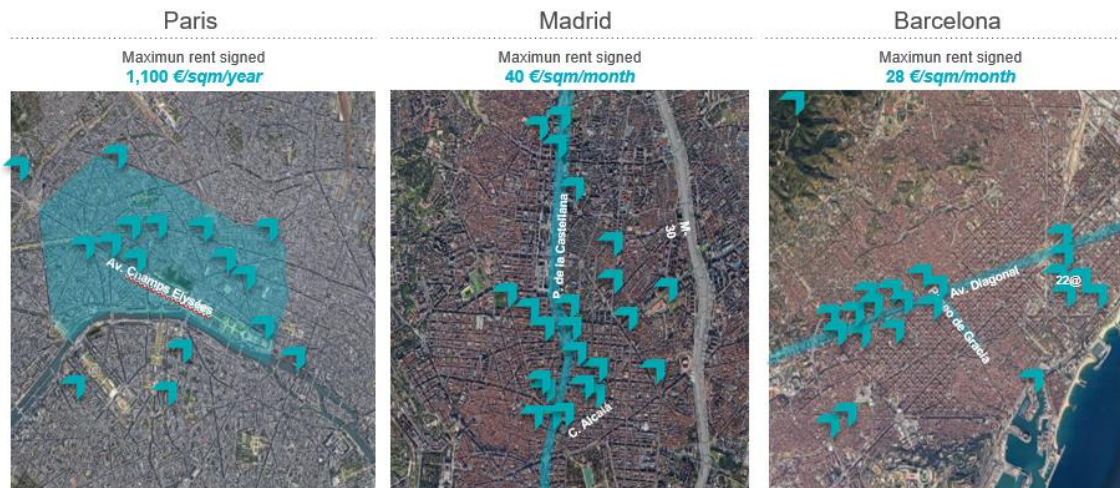 Paris
Maximun rent signed
1,100 €/sqm/year
Av. Champs Elysées
Madrid
Maximun rent signed
40 €/sqm/month
P. de la Castellana
M-
30
C. Alcalá
Barcelona
Maximun rent signed
28 €/sqm/month
Av. Diagonal
22@
de Gracia